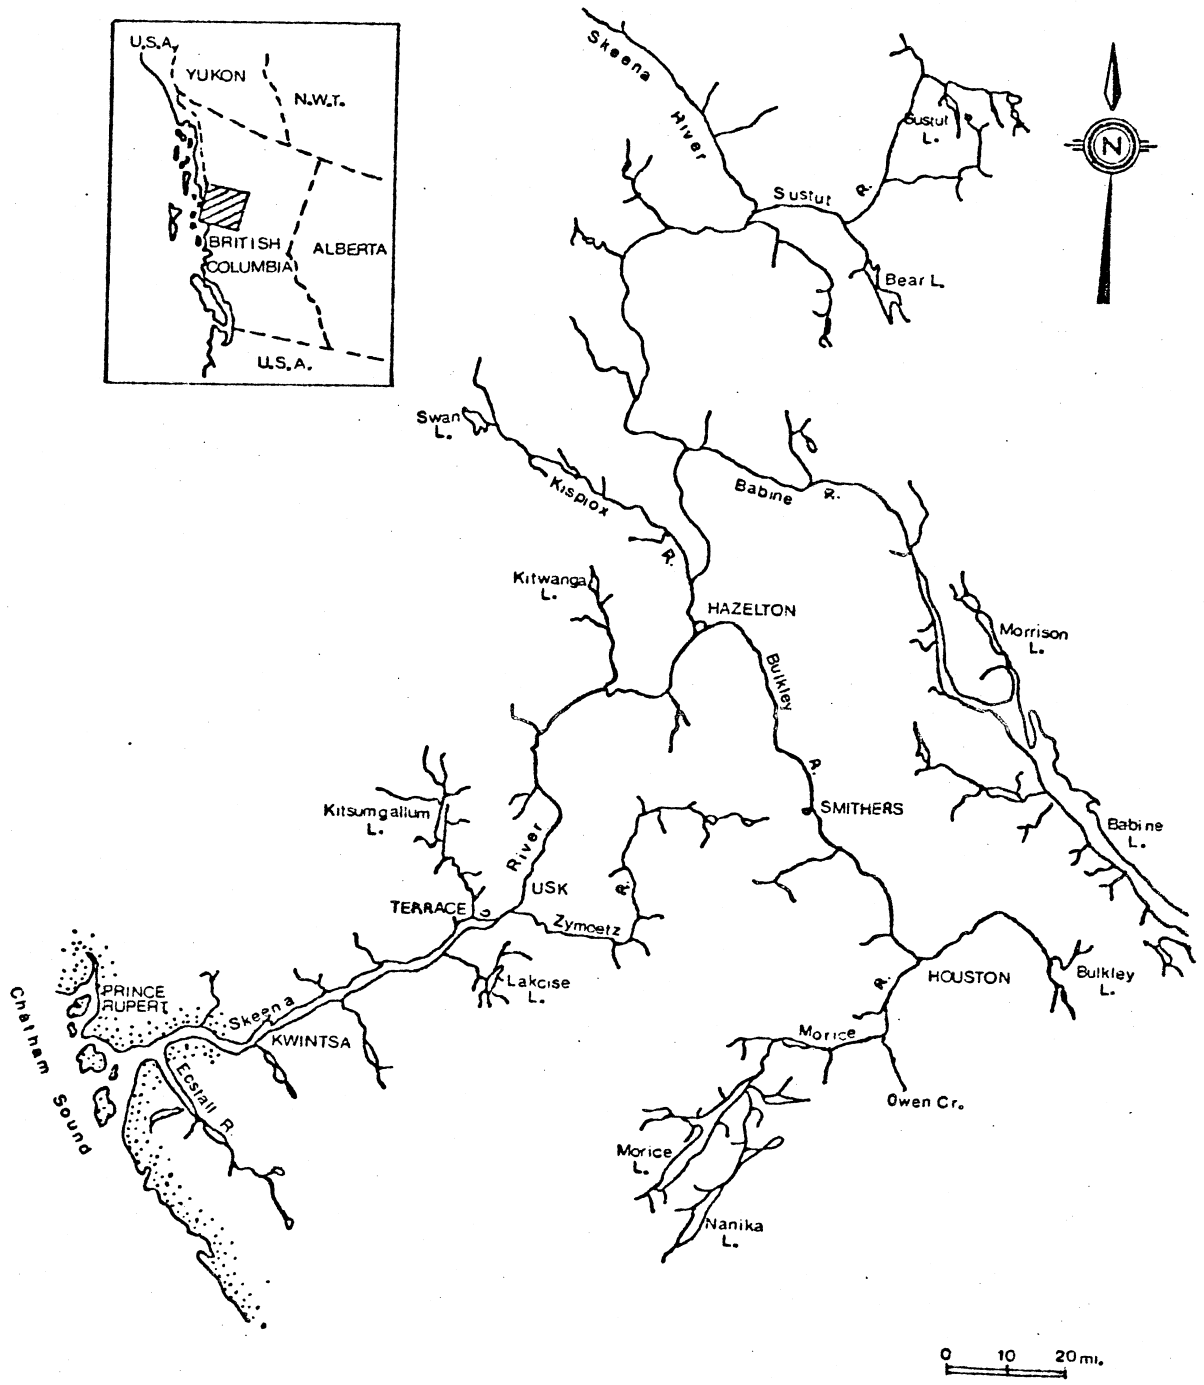 U.S.A.
YUKON
N.W.T.
BRITISH
COLUMBIA
ALBERTA
U.S.A.
Skeena
River
Sustut
L.
N
Sustut
R.
Bear L.
Swan
L.
Kispiox
R.
Babine
R.
Kitwanga
L.
HAZELTON
Morrison
L.
Bulkley
R.
Kitsumgallum
L.
SMITHERS
Babine
L.
River
USK
R.
TERRACE
Zymoetz
Lakelse
L.
HOUSTON
Bulkley
L.
PRINCE
RUPERT
Skeena
KWINTSA
R.
Morice
Chatham Sound
Ecstall R.
Owen Cr.
Morice
L.
Nanika
L.
0 10 20 mi.